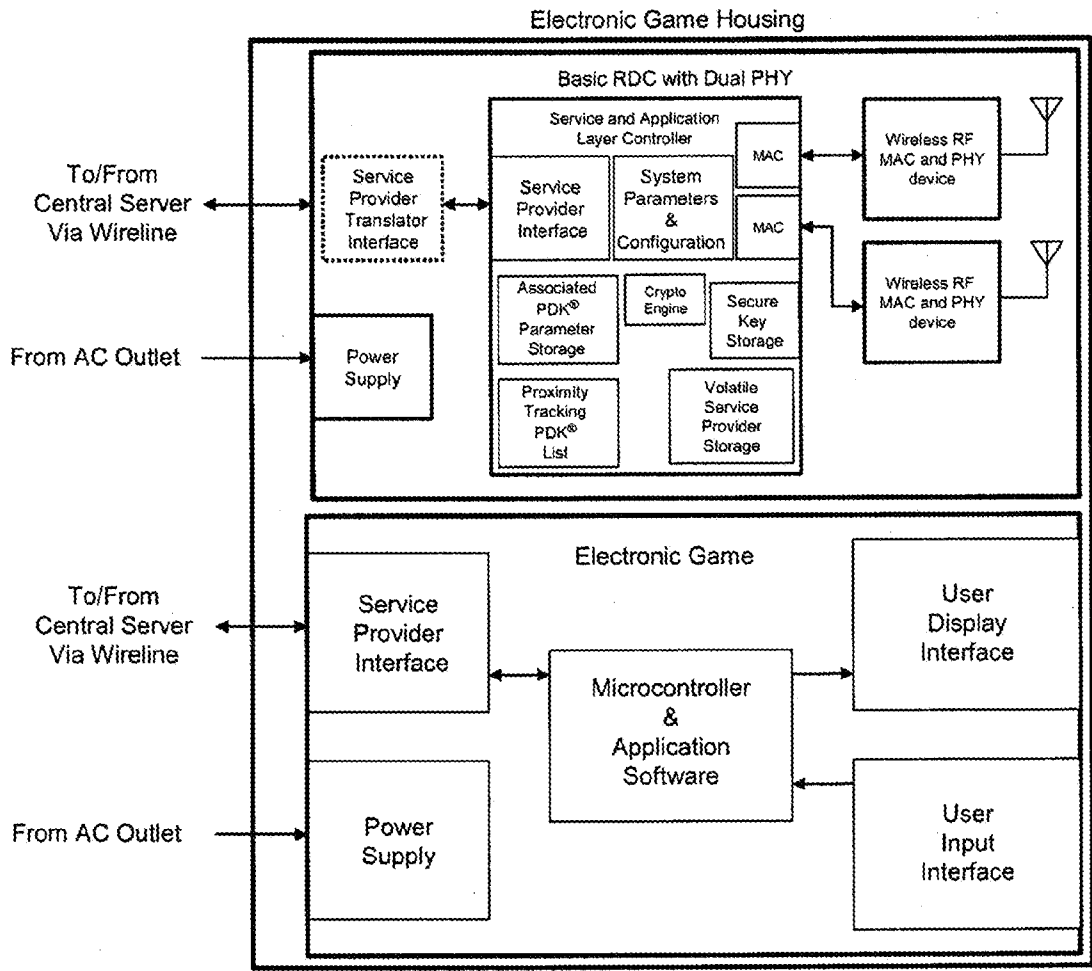 Electronic Game Housing
Basic RDC with Dual PHY
Service and Application
Layer Controller
MAC
Wireless RF
MAC and PHY
device
To/From
Central Server
Via Wireline
Service
Provider
Translator
Interface
Service
Provider
Interface
System
Parameters
&
Configuration
MAC
Wireless RF
MAC and PHY
device
Associated
PDK®
Parameter
Storage
Crypto
Engine
Secure
Key
Storage
From AC Outlet
Power
Supply
Proximity
Tracking
PDK®
List
Volatile
Service
Provider
Storage
Electronic Game
To/From
Central Server
Via Wireline
Service
Provider
Interface
User
Display
Interface
Microcontroller
&
Application
Software
From AC Outlet
Power
Supply
User
Input
Interface